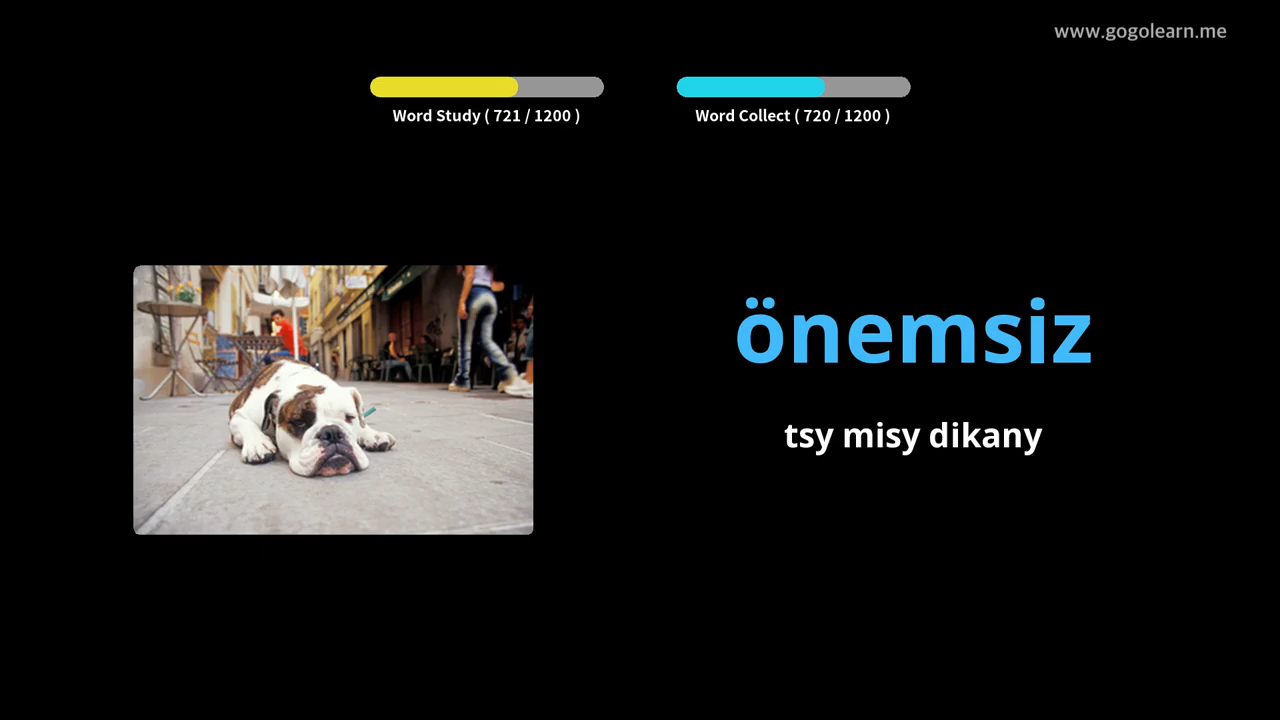 www.gogolearn.me
Word Study ( 721 / 1200 )
Word Collect ( 720 / 1200 )
önemsiz
tsy misy dikany